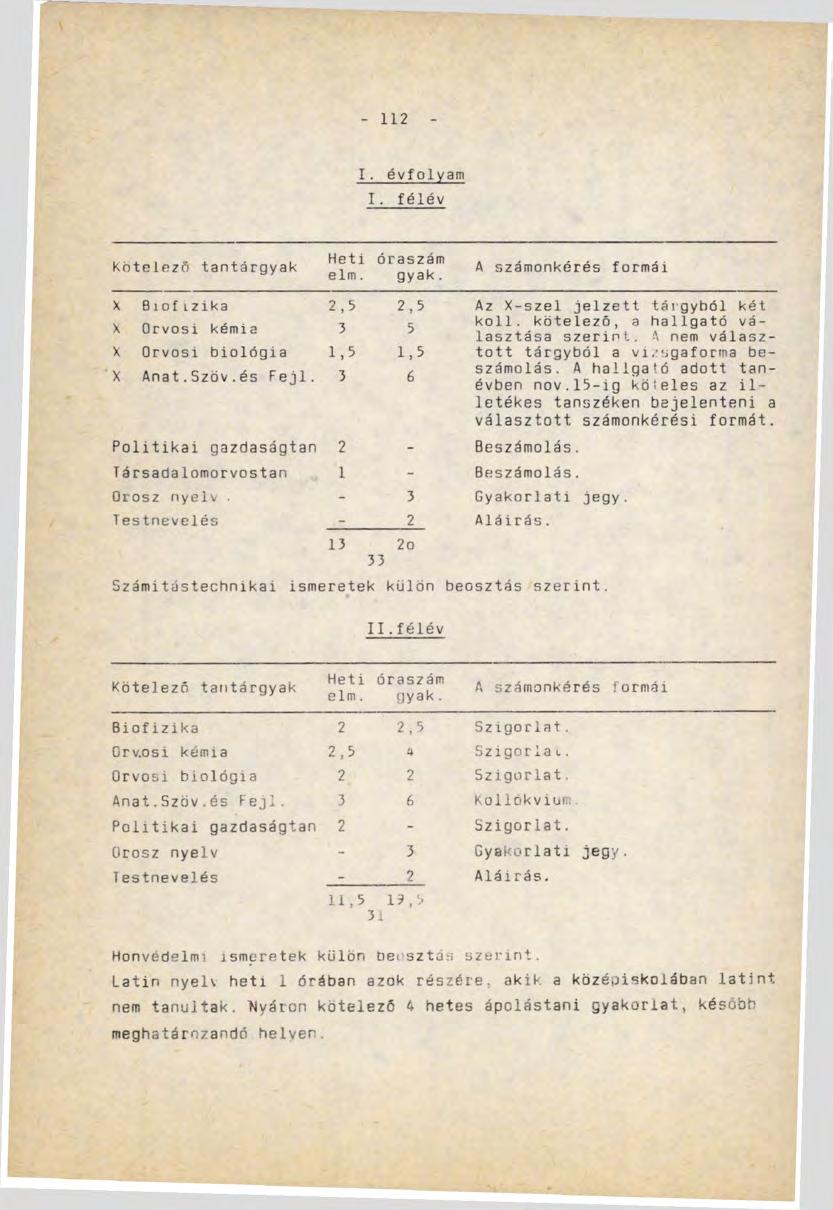 - 112 -
I. évfolyam
I. félév
Kötelező tantárgyak Heti óraszám A számonkérés formái
elm. gyak.
X Biofizika 2,5 2,5 Az X-szel jelzett tárgyból két
koll. kötelező, a hallgató vá-
X Orvosi kémia 3 5
lasztása szerint. A nem válasz-
X Orvosi biológia 1,5 1,5 tott tárgyból a vizsgaforma be-
számolás. A hallgató adott tan-
X Anat.Szöv.és Fejl. 3 6
évben nov.15-ig köteles az il-
letékes tanszéken bejelenteni a
választott számonkérési formát.
Politikai gazdaságtan 2 - Beszámolás.
Társadalomorvostan 1 - Beszámolás.
Orosz nyelv . - 3 Gyakorlati jegy.
Testnevelés - 2 Aláirás.
13 2o
33
Számitástechnikai ismeretek külön beosztás szerint.
II.félév
Kötelező tantárgyak Heti óraszám A számonkérés formái
elm. gyak.
Biofizika 2 2,5 Szigorlat.
Orvosi kémia 2,5 4 Szigorlat.
Orvosi biológia 2 2 Szigorlat.
Anat.Szöv.és Fejl. 3 6 Kollókvium.
Politikai gazdaságtan 2 - Szigorlat.
Orosz nyelv - 3 Gyakorlati jegy.
Testnevelés - 2 Aláirás.
11,5 19,5
31
Honvédelmi ismeretek külön beosztás szerint.
Latin nyelv heti 1 órában azok részére, akik a középiskolában latint
nem tanultak. Nyáron kötelező 4 hetes ápolástani gyakorlat, később
meghatározandó helyen.